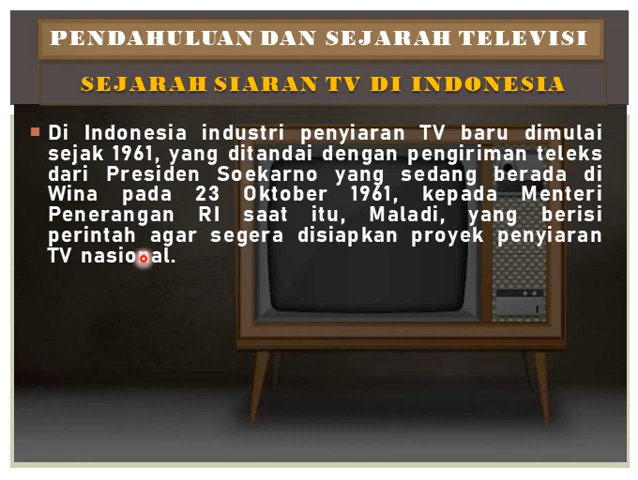 PENDAHULUAN DAN SEJARAH TELEVISI
SEJARAH SIARAN TV DI INDONESIA
Di Indonesia industri penyiaran TV baru dimulai
sejak 1961, yang ditandai dengan pengiriman teleks
dari Presiden Soekarno yang sedang berada di
Wina pada 23 Oktober 1961, kepada Menteri
Penerangan RI saat itu, Maladi, yang berisi
perintah agar segera disiapkan proyek penyiaran
TV nasional.